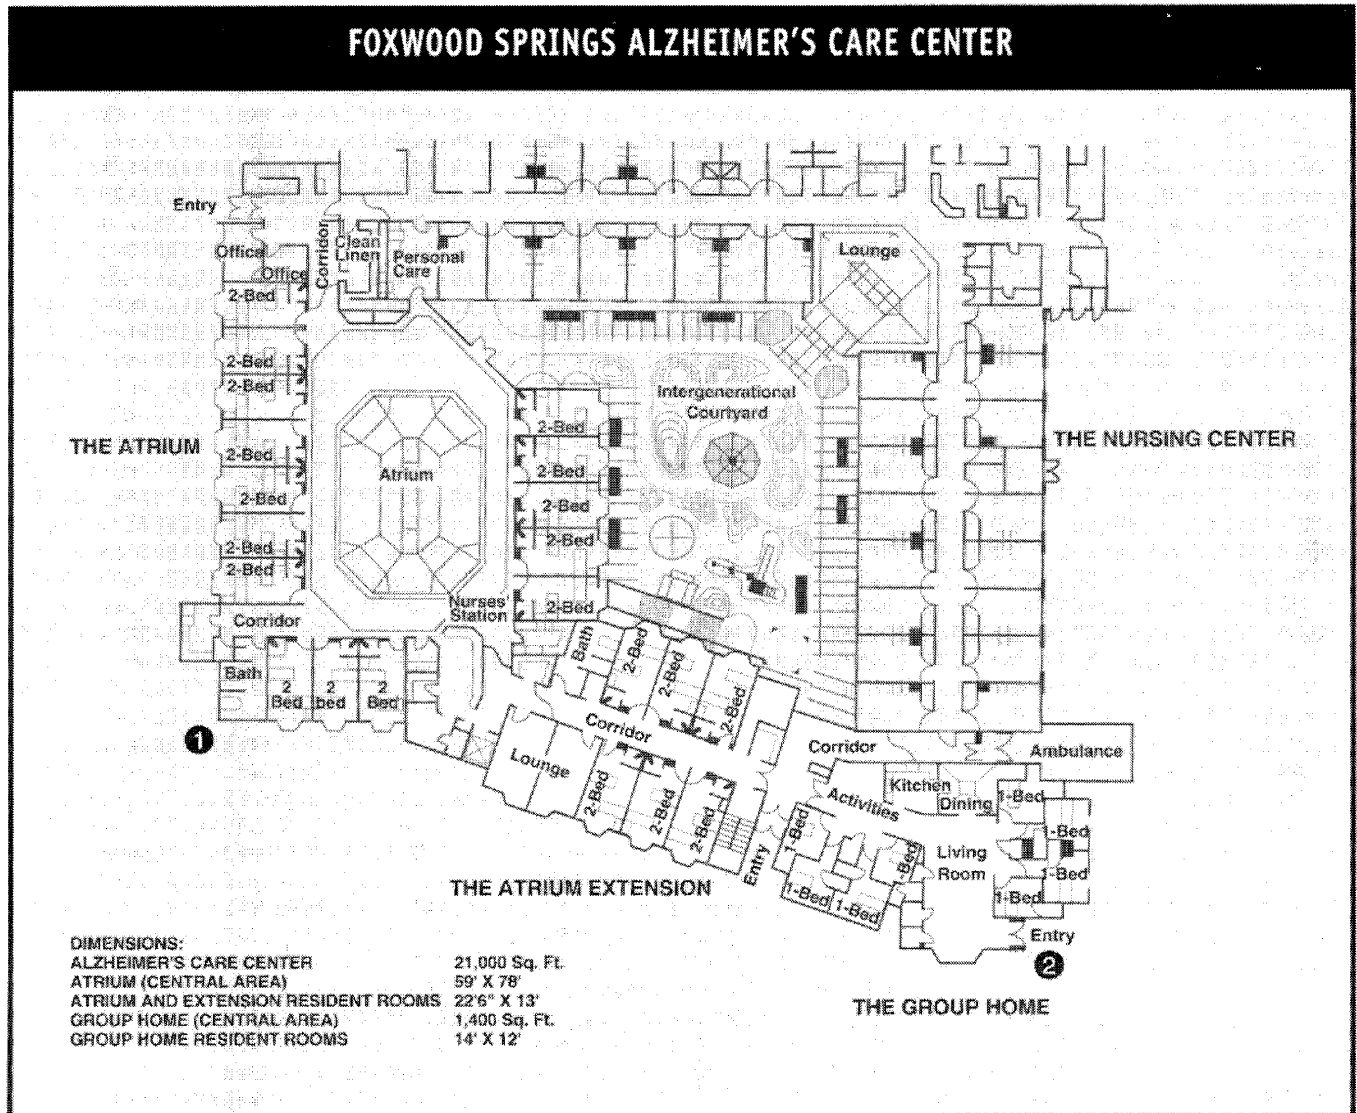 FOXWOOD SPRINGS ALZHEIMER'S CARE CENTER
Entry
Office
Office
Corridor
Clean
Linen
Personal
Care
Lounge
2-Bed
2-Bed
2-Bed
Intergenerational
Courtyard
THE ATRIUM
2-Bed
2-Bed
2-Bed
2-Bed
Atrium
2-Bed
2-Bed
2-Bed
2-Bed
2-Bed
THE NURSING CENTER
Nurses'
Station
Corridor
Bath
2
Bed
2
bed
2
Bed
1
Bath
2-Bed
2-Bed
2-Bed
Corridor
Lounge
2-Bed
2-Bed
2-Bed
Entry
Corridor
Ambulance
Kitchen
Dining
Activities
1-Bed
1-Bed
1-Bed
1-Bed
1-Bed
1-Bed
1-Bed
-Bed
Living
Room
Entry
2
THE ATRIUM EXTENSION
THE GROUP HOME
DIMENSIONS:
ALZHEIMER'S CARE CENTER 21,000 Sq. Ft.
ATRIUM (CENTRAL AREA) 59' X 78'
ATRIUM AND EXTENSION RESIDENT ROOMS 22'6" X 13'
GROUP HOME (CENTRAL AREA) 1,400 Sq. Ft.
GROUP HOME RESIDENT ROOMS 14' X 12'